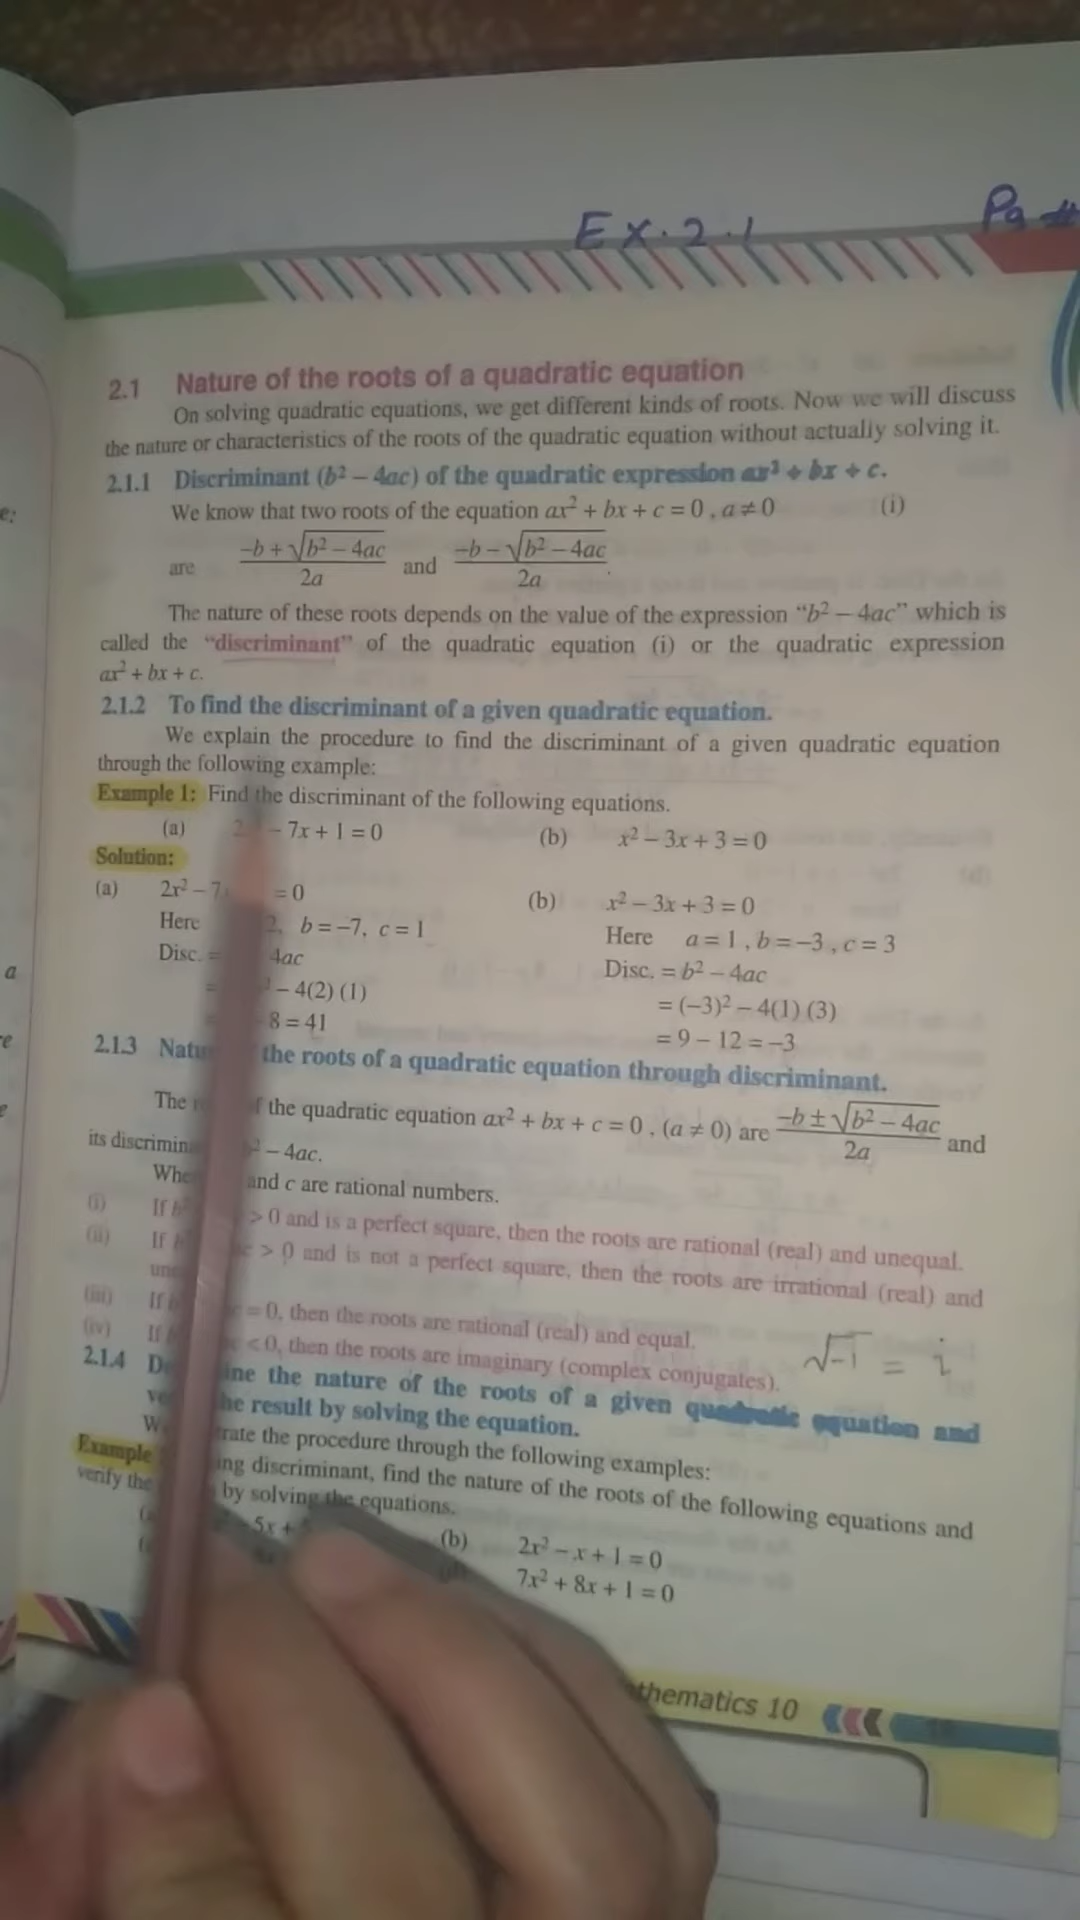 Ex. 2.1 Pg #
2.1 Nature of the roots of a quadratic equation
On solving quadratic equations, we get different kinds of roots. Now we will discuss
the nature or characteristics of the roots of the quadratic equation without actually solving it.
2.1.1 Discriminant (b² – 4ac) of the quadratic expression ax² + bx + c.
We know that two roots of the equation ax² + bx + c = 0 , a ≠ 0 (i)
are (–b + √(b² – 4ac))/2a and (–b – √(b² – 4ac))/2a .
The nature of these roots depends on the value of the expression “b² – 4ac” which is
called the “discriminant” of the quadratic equation (i) or the quadratic expression
ax² + bx + c.
2.1.2 To find the discriminant of a given quadratic equation.
We explain the procedure to find the discriminant of a given quadratic equation
through the following example:
Example 1: Find the discriminant of the following equations.
(a) 2 – 7x + 1 = 0 (b) x² – 3x + 3 = 0
Solution:
(a) 2x² – 7 = 0 (b) x² – 3x + 3 = 0
Here 2, b = –7, c = 1 Here a = 1 , b = –3 , c = 3
Disc. = 4ac Disc. = b² – 4ac
= – 4(2) (1) = (–3)² – 4(1) (3)
8 = 41 = 9 – 12 = –3
2.1.3 the roots of a quadratic equation through discriminant.
The the quadratic equation ax² + bx + c = 0 , (a ≠ 0) are (–b ± √(b² – 4ac))/2a and
its – 4ac.
and c are rational numbers.
(i) If > 0 and is a perfect square, then the roots are rational (real) and unequal.
(ii) If > 0 and is not a perfect square, then the roots are irrational (real) and
(iii) If = 0, then the roots are rational (real) and equal.
(iv) If < 0, then the roots are imaginary (complex conjugates).
√-1 = i
2.1.4 the nature of the roots of a given quadratic equation and
the result by solving the equation.
the procedure through the following examples:
Example discriminant, find the nature of the roots of the following equations and
verify the by solving the equations.
– 5x + (b) 2x² – x + 1 = 0
7x² + 8x + 1 = 0
10